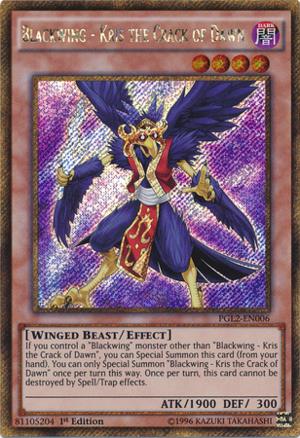 BLACKWING - KRIS THE CRACK OF DAWN
DARK
闇
PGL2-EN006
[WINGED BEAST/EFFECT]
If you control a "Blackwing" monster other than "Blackwing - Kris
the Crack of Dawn", you can Special Summon this card (from your
hand). You can only Special Summon "Blackwing - Kris the Crack
of Dawn" once per turn this way. Once per turn, this card cannot be
destroyed by Spell/Trap effects.
ATK/1900 DEF/ 300
81105204 1st Edition ©1996 KAZUKI TAKAHASHI